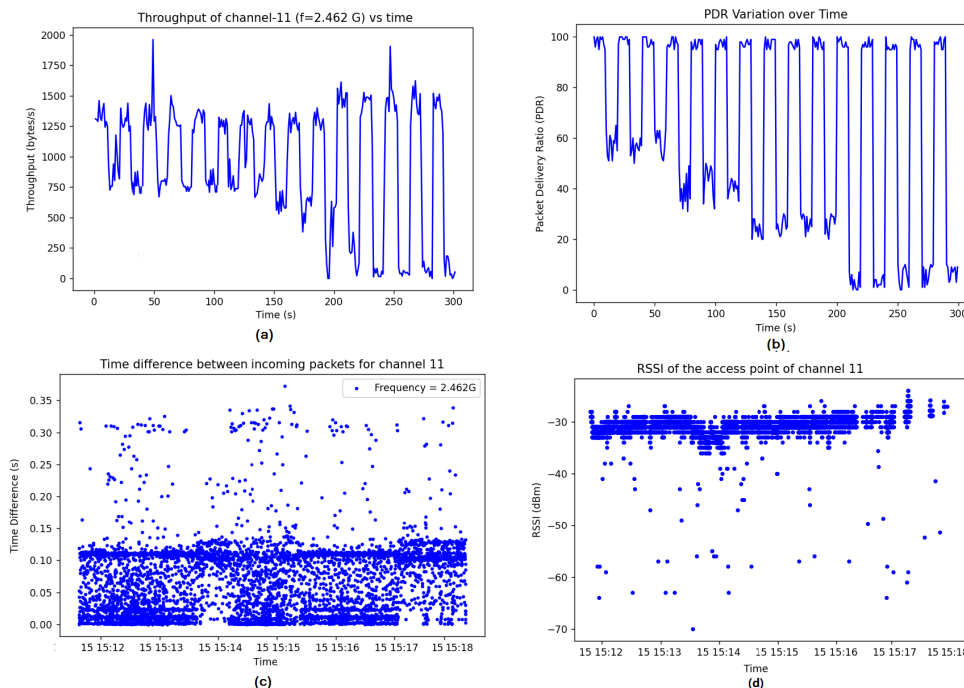 Throughput of channel-11 (f=2.462 G) vs time
Throughput (bytes/s)
2000
1750
1500
1250
1000
750
500
250
0
0 50 100 150 200 250 300
Time (s)
(a)
PDR Variation over Time
Packet Delivery Ratio (PDR)
100
80
60
40
20
0
0 50 100 150 200 250 300
Time (s)
(b)
Time difference between incoming packets for channel 11
Frequency = 2.462G
Time Difference (s)
0.35
0.30
0.25
0.20
0.15
0.10
0.05
0.00
15 15:12 15 15:13 15 15:14 15 15:15 15 15:16 15 15:17 15 15:18
Time
(c)
RSSI of the access point of channel 11
RSSI (dBm)
−30
−40
−50
−60
−70
15 15:12 15 15:13 15 15:14 15 15:15 15 15:16 15 15:17 15 15:18
Time
(d)